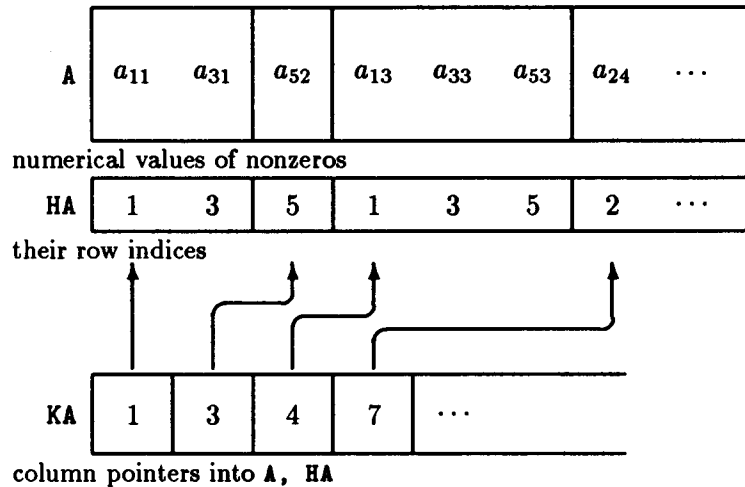 A a₁₁ a₃₁ a₅₂ a₁₃ a₃₃ a₅₃ a₂₄ ···
numerical values of nonzeros
HA 1 3 5 1 3 5 2 ···
their row indices
KA 1 3 4 7 ···
column pointers into A, HA